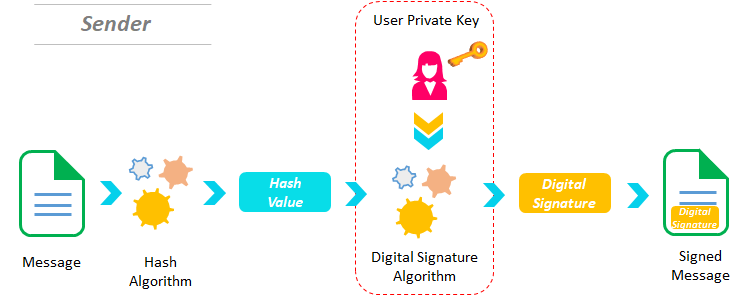 Sender
User Private Key
Hash
Value
Digital
Signature
Digital
Signature
Message
Hash
Algorithm
Digital Signature
Algorithm
Signed
Message